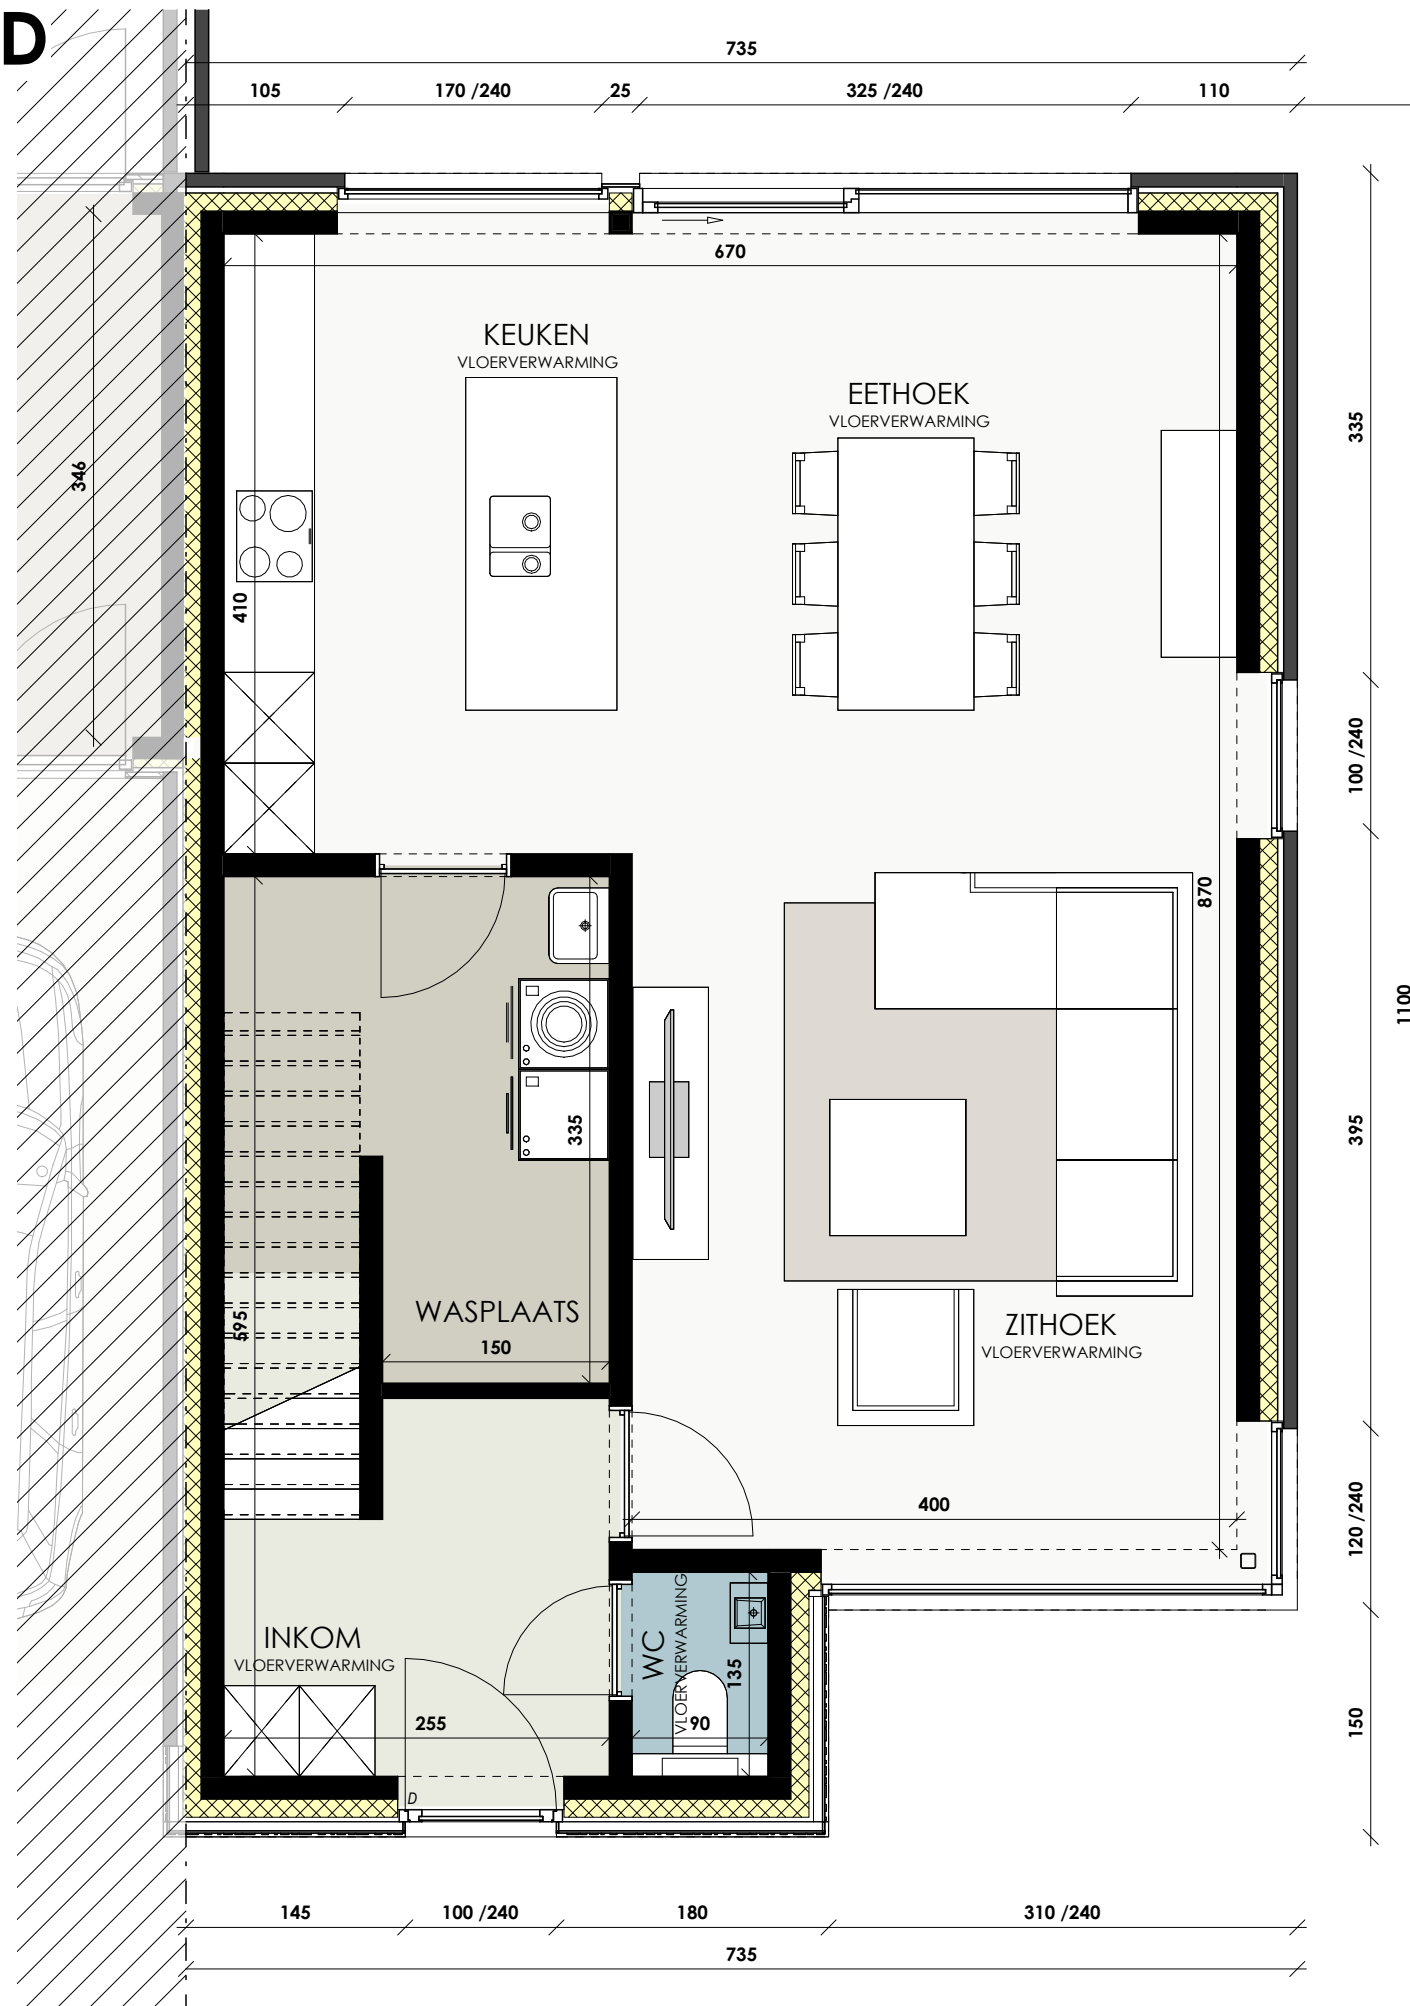 D
735
105
170 /240
25
325 /240
110
670
KEUKEN
VLOERVERWARMING
EETHOEK
VLOERVERWARMING
335
346
410
100 /240
870
1100
395
335
WASPLAATS
150
595
ZITHOEK
VLOERVERWARMING
400
120 /240
INKOM
VLOERVERWARMING
WC
VLOERVERWARMING
135
255
90
150
D
145
100 /240
180
310 /240
735